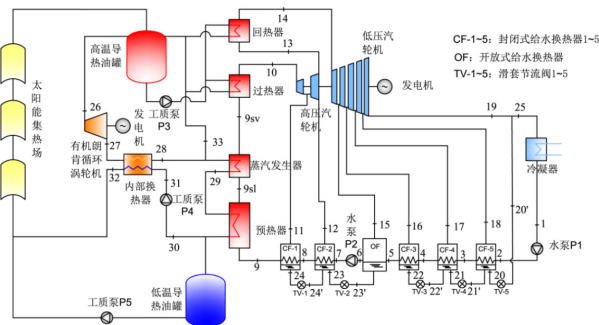 14
CF-1~5：封闭式给水换热器1~5
OF：开放式给水换热器
TV-1~5：滑套节流阀1~5
回热器
13
低压汽
轮机
高温导
热油罐
10
过热器
发电机
高压汽
轮机
工质泵
P3
太阳能集热场
26
发电机
9sv
19
25
27
有机朗
肯循环
涡轮机
28
33
蒸汽发生器
冷凝器
32
29
内部换
热器
31
工质泵
P4
9sl
20'
30
预热器
11
12
水
泵
P2
15
16
17
18
1
水泵P1
9
CF-1
8
CF-2
7
6
OF
5
CF-3
4
CF-4
3
CF-5
2
24
23
22
21
20
TV-1
24'
TV-2
23'
TV-3
22'
TV-4
21'
TV-5
工质泵P5
低温导
热油罐